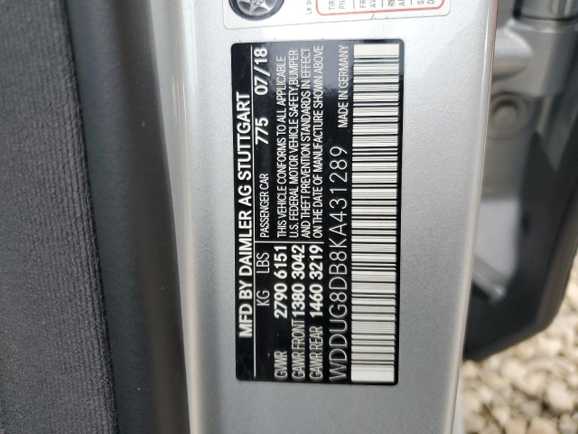 MFD BY DAIMLER AG STUTTGART
KG LBS PASSENGER CAR 775 07/18
GVWR 2790 6151 THIS VEHICLE CONFORMS TO ALL APPLICABLE
U.S. FEDERAL MOTOR VEHICLE SAFETY,BUMPER
GAWR FRONT 1380 3042 AND THEFT PREVENTION STANDARDS IN EFFECT
GAWR REAR 1460 3219 ON THE DATE OF MANUFACTURE SHOWN ABOVE
WDDUG8DB8KA431289 MADE IN GERMANY